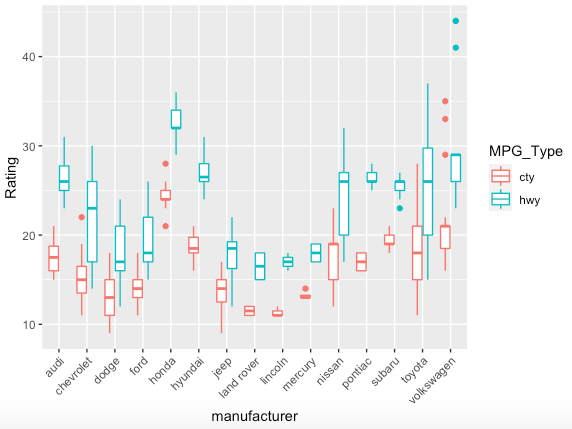 40
30
20
10
Rating
audi
chevrolet
dodge
ford
honda
hyundai
jeep
land rover
lincoln
mercury
nissan
pontiac
subaru
toyota
volkswagen
manufacturer
MPG_Type
cty
hwy